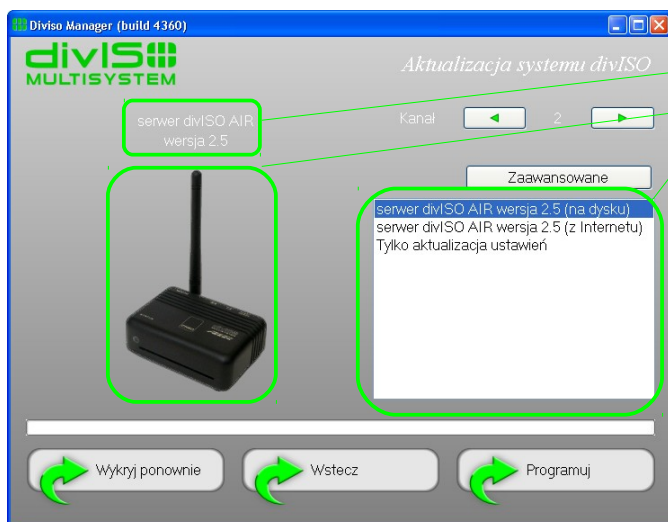 Diviso Manager (build 4360)
divISO
MULTISYSTEM
Aktualizacja systemu divISO
serwer divISO AIR
wersja 2.5
Kanał
2
Zaawansowane
serwer divISO AIR wersja 2.5 (na dysku)
serwer divISO AIR wersja 2.5 (z Internetu)
Tylko aktualizacja ustawień
Wykryj ponownie
Wstecz
Programuj